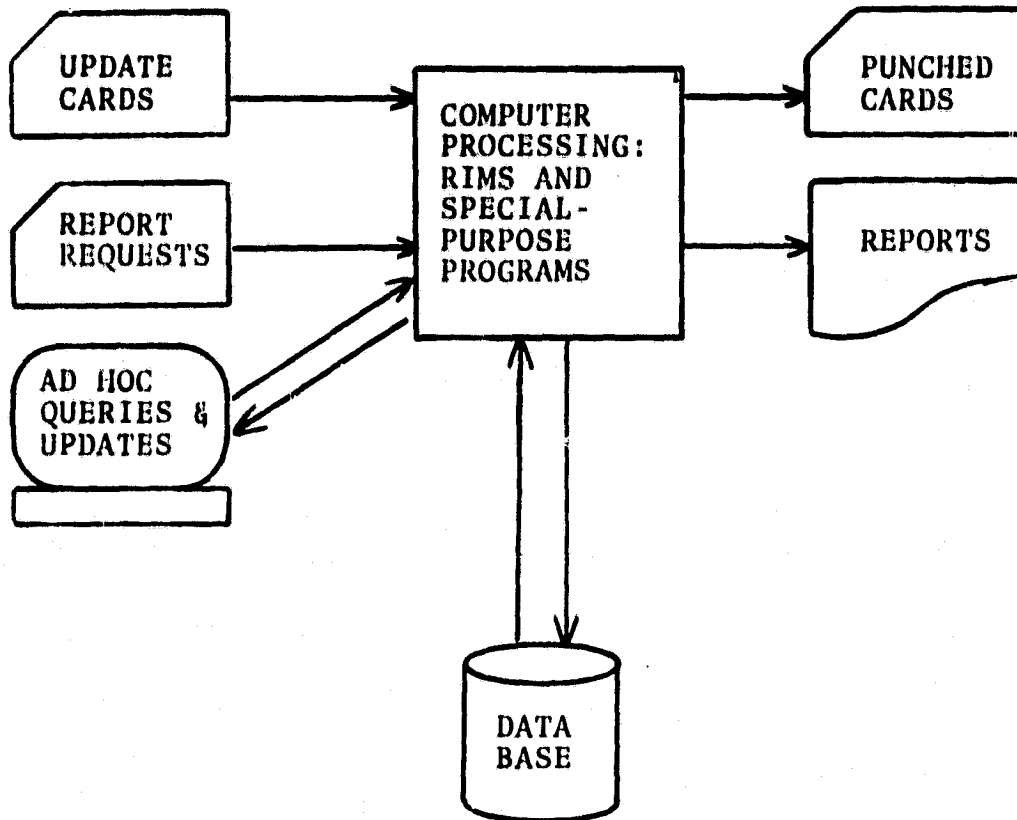 UPDATE
CARDS
PUNCHED
CARDS
COMPUTER
PROCESSING:
RIMS AND
SPECIAL-
PURPOSE
PROGRAMS
REPORT
REQUESTS
REPORTS
AD HOC
QUERIES &
UPDATES
DATA
BASE